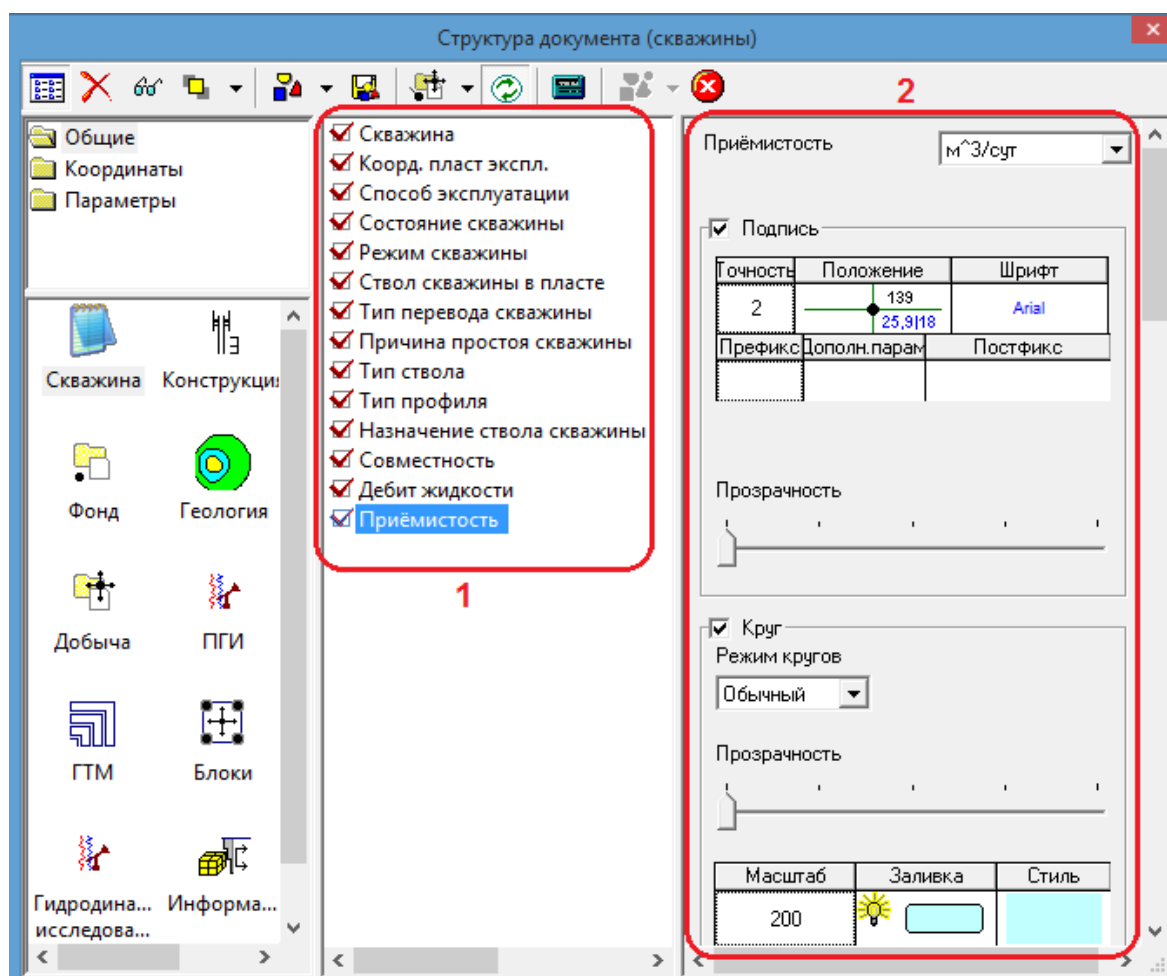 Структура документа (скважины)
2
Общие
Координаты
Параметры
Скважина
Конструкци
Фонд
Геология
Добыча
ПГИ
ГТМ
Блоки
Гидродина...
исследова...
Информа...
Скважина
Коорд. пласт экспл.
Способ эксплуатации
Состояние скважины
Режим скважины
Ствол скважины в пласте
Тип перевода скважины
Причина простоя скважины
Тип ствола
Тип профиля
Назначение ствола скважины
Совместность
Дебит жидкости
Приёмистость
1
Приёмистость м^3/сут
Подпись
Точность Положение Шрифт
2 139 Arial
25,9|18
Префикс Дополн.парам Постфикс
Прозрачность
Круг
Режим кругов
Обычный
Прозрачность
Масштаб Заливка Стиль
200